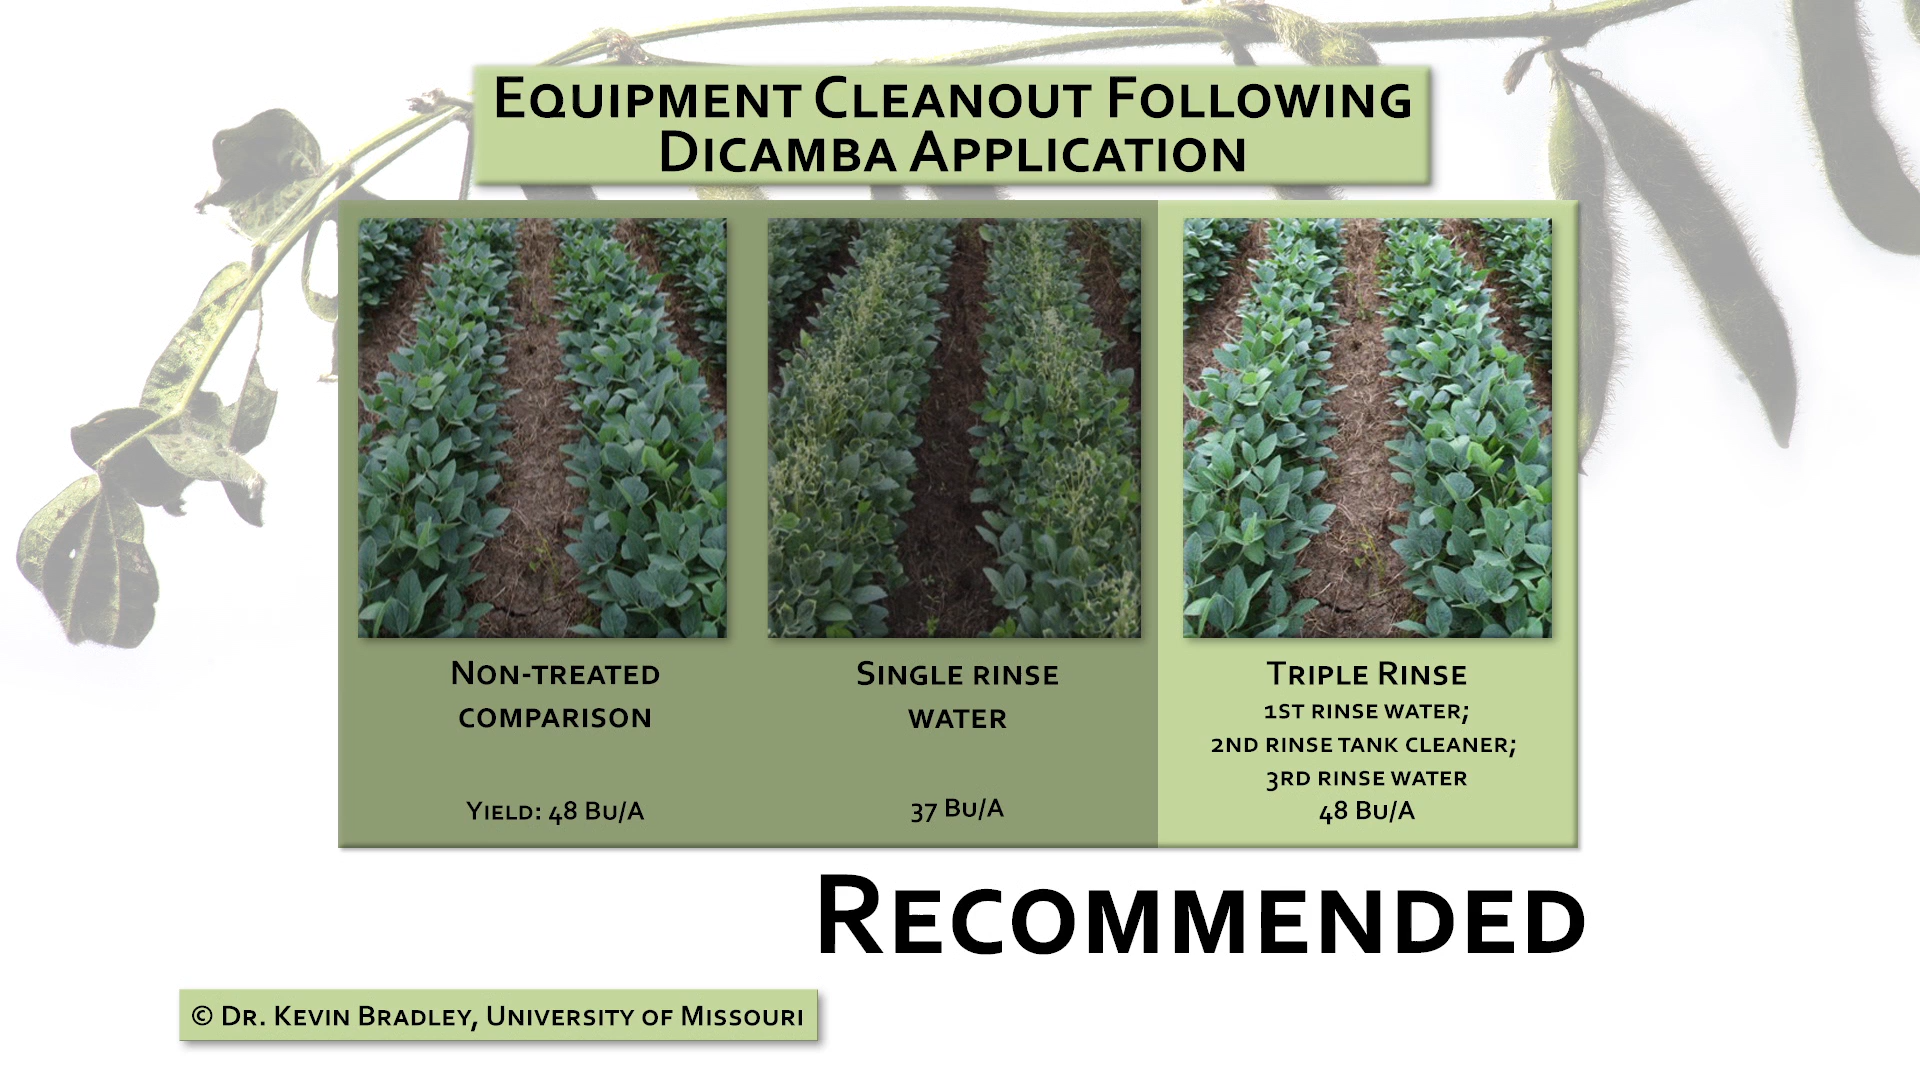 Equipment Cleanout Following
Dicamba Application
Non-treated
comparison
Yield: 48 Bu/A
Single rinse
water
37 Bu/A
Triple Rinse
1st rinse water;
2nd rinse tank cleaner;
3rd rinse water
48 Bu/A
Recommended
© Dr. Kevin Bradley, University of Missouri